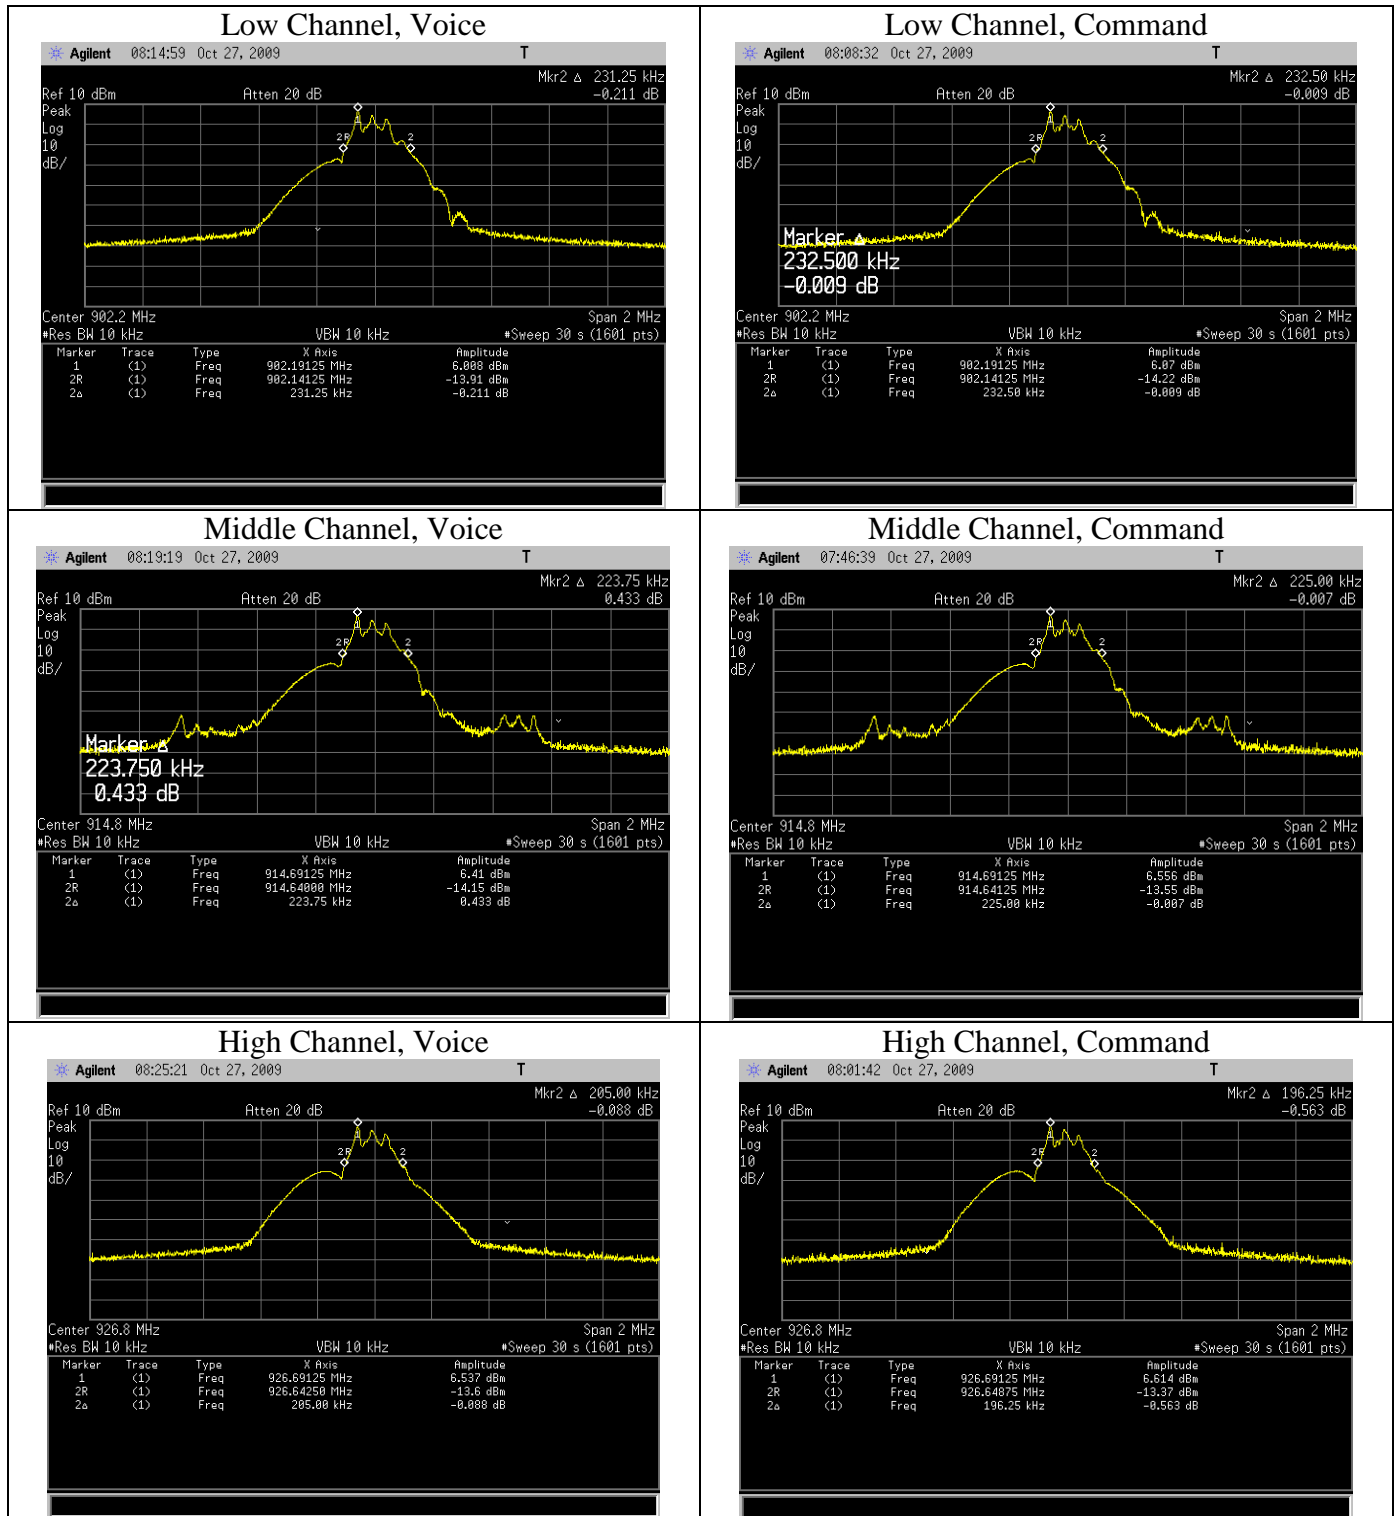 Low Channel, Voice
Agilent 08:14:59 Oct 27, 2009 T
Mkr2 Δ 231.25 kHz
Ref 10 dBm Atten 20 dB -0.211 dB
Peak
Log
10
dB/
1
2R
2
Center 902.2 MHz Span 2 MHz
#Res BW 10 kHz VBW 10 kHz #Sweep 30 s (1601 pts)
Marker Trace Type X Axis Amplitude
1 (1) Freq 902.19125 MHz 6.008 dBm
2R (1) Freq 902.14125 MHz -13.91 dBm
2Δ (1) Freq 231.25 kHz -0.211 dB
Low Channel, Command
Agilent 08:08:32 Oct 27, 2009 T
Mkr2 Δ 232.50 kHz
Ref 10 dBm Atten 20 dB -0.009 dB
Peak
Log
10
dB/
1
2R
2
Marker Δ
232.500 kHz
-0.009 dB
Center 902.2 MHz Span 2 MHz
#Res BW 10 kHz VBW 10 kHz #Sweep 30 s (1601 pts)
Marker Trace Type X Axis Amplitude
1 (1) Freq 902.19125 MHz 6.07 dBm
2R (1) Freq 902.14125 MHz -14.22 dBm
2Δ (1) Freq 232.50 kHz -0.009 dB
Middle Channel, Voice
Agilent 08:19:19 Oct 27, 2009 T
Mkr2 Δ 223.75 kHz
Ref 10 dBm Atten 20 dB 0.433 dB
Peak
Log
10
dB/
1
2R
2
Marker Δ
223.750 kHz
0.433 dB
Center 914.8 MHz Span 2 MHz
#Res BW 10 kHz VBW 10 kHz #Sweep 30 s (1601 pts)
Marker Trace Type X Axis Amplitude
1 (1) Freq 914.69125 MHz 6.41 dBm
2R (1) Freq 914.64000 MHz -14.15 dBm
2Δ (1) Freq 223.75 kHz 0.433 dB
Middle Channel, Command
Agilent 07:46:39 Oct 27, 2009 T
Mkr2 Δ 225.00 kHz
Ref 10 dBm Atten 20 dB -0.007 dB
Peak
Log
10
dB/
1
2R
2
Center 914.8 MHz Span 2 MHz
#Res BW 10 kHz VBW 10 kHz #Sweep 30 s (1601 pts)
Marker Trace Type X Axis Amplitude
1 (1) Freq 914.69125 MHz 6.556 dBm
2R (1) Freq 914.64125 MHz -13.55 dBm
2Δ (1) Freq 225.00 kHz -0.007 dB
High Channel, Voice
Agilent 08:25:21 Oct 27, 2009 T
Mkr2 Δ 205.00 kHz
Ref 10 dBm Atten 20 dB -0.088 dB
Peak
Log
10
dB/
1
2R
2
Center 926.8 MHz Span 2 MHz
#Res BW 10 kHz VBW 10 kHz #Sweep 30 s (1601 pts)
Marker Trace Type X Axis Amplitude
1 (1) Freq 926.69125 MHz 6.537 dBm
2R (1) Freq 926.64250 MHz -13.6 dBm
2Δ (1) Freq 205.00 kHz -0.088 dB
High Channel, Command
Agilent 08:01:42 Oct 27, 2009 T
Mkr2 Δ 196.25 kHz
Ref 10 dBm Atten 20 dB -0.563 dB
Peak
Log
10
dB/
1
2R
2
Center 926.8 MHz Span 2 MHz
#Res BW 10 kHz VBW 10 kHz #Sweep 30 s (1601 pts)
Marker Trace Type X Axis Amplitude
1 (1) Freq 926.69125 MHz 6.614 dBm
2R (1) Freq 926.64875 MHz -13.37 dBm
2Δ (1) Freq 196.25 kHz -0.563 dB